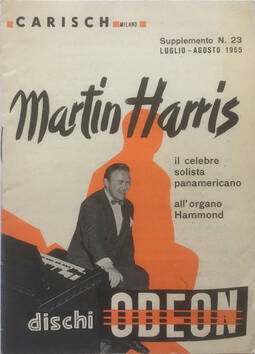 CARISCH MILANO
Supplemento N. 23
LUGLIO - AGOSTO 1955
Martin Harris
il celebre
solista
panamericano
all'organo
Hammond
dischi ODEON